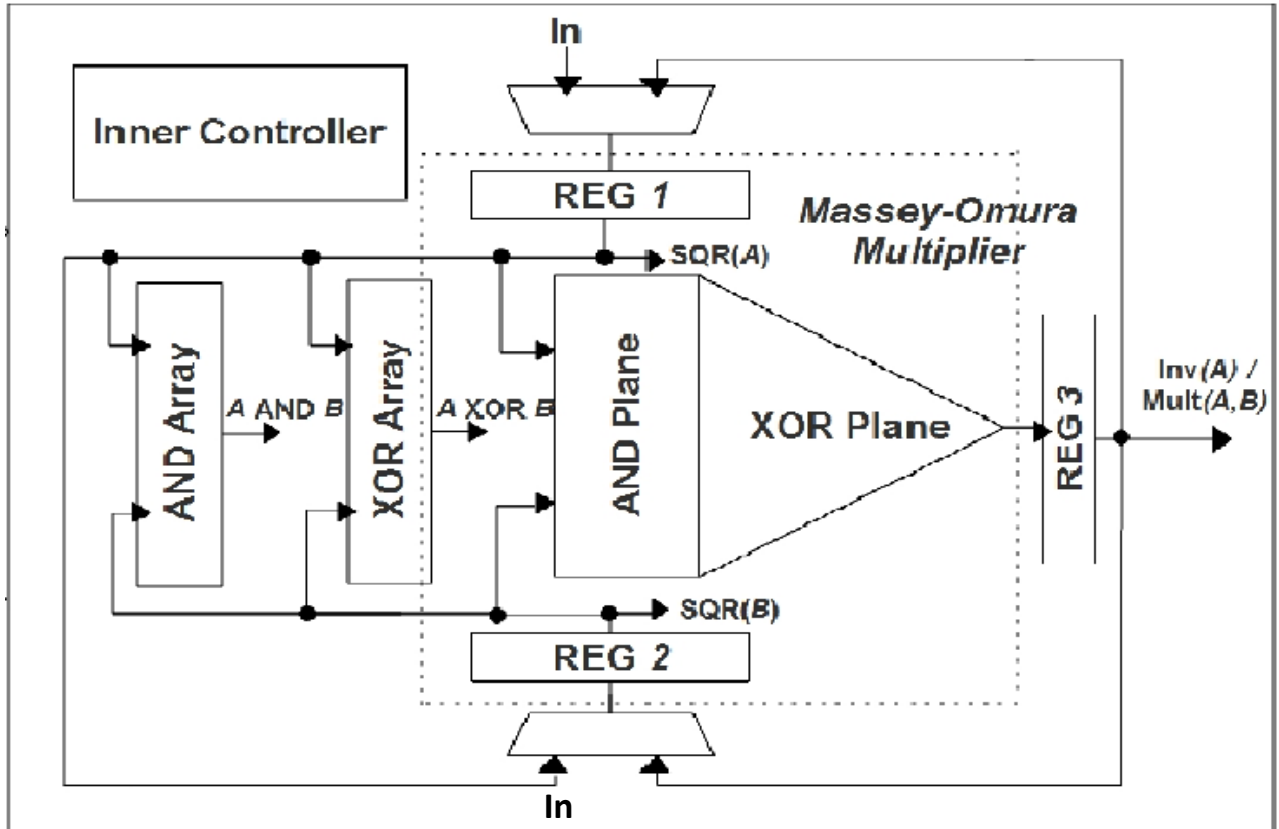 In
Inner Controller
REG 1
Massey-Omura
Multiplier
SQR(A)
AND Array
A AND B
XOR Array
A XOR B
AND Plane
XOR Plane
REG 3
Inv(A) /
Mult(A,B)
SQR(B)
REG 2
In